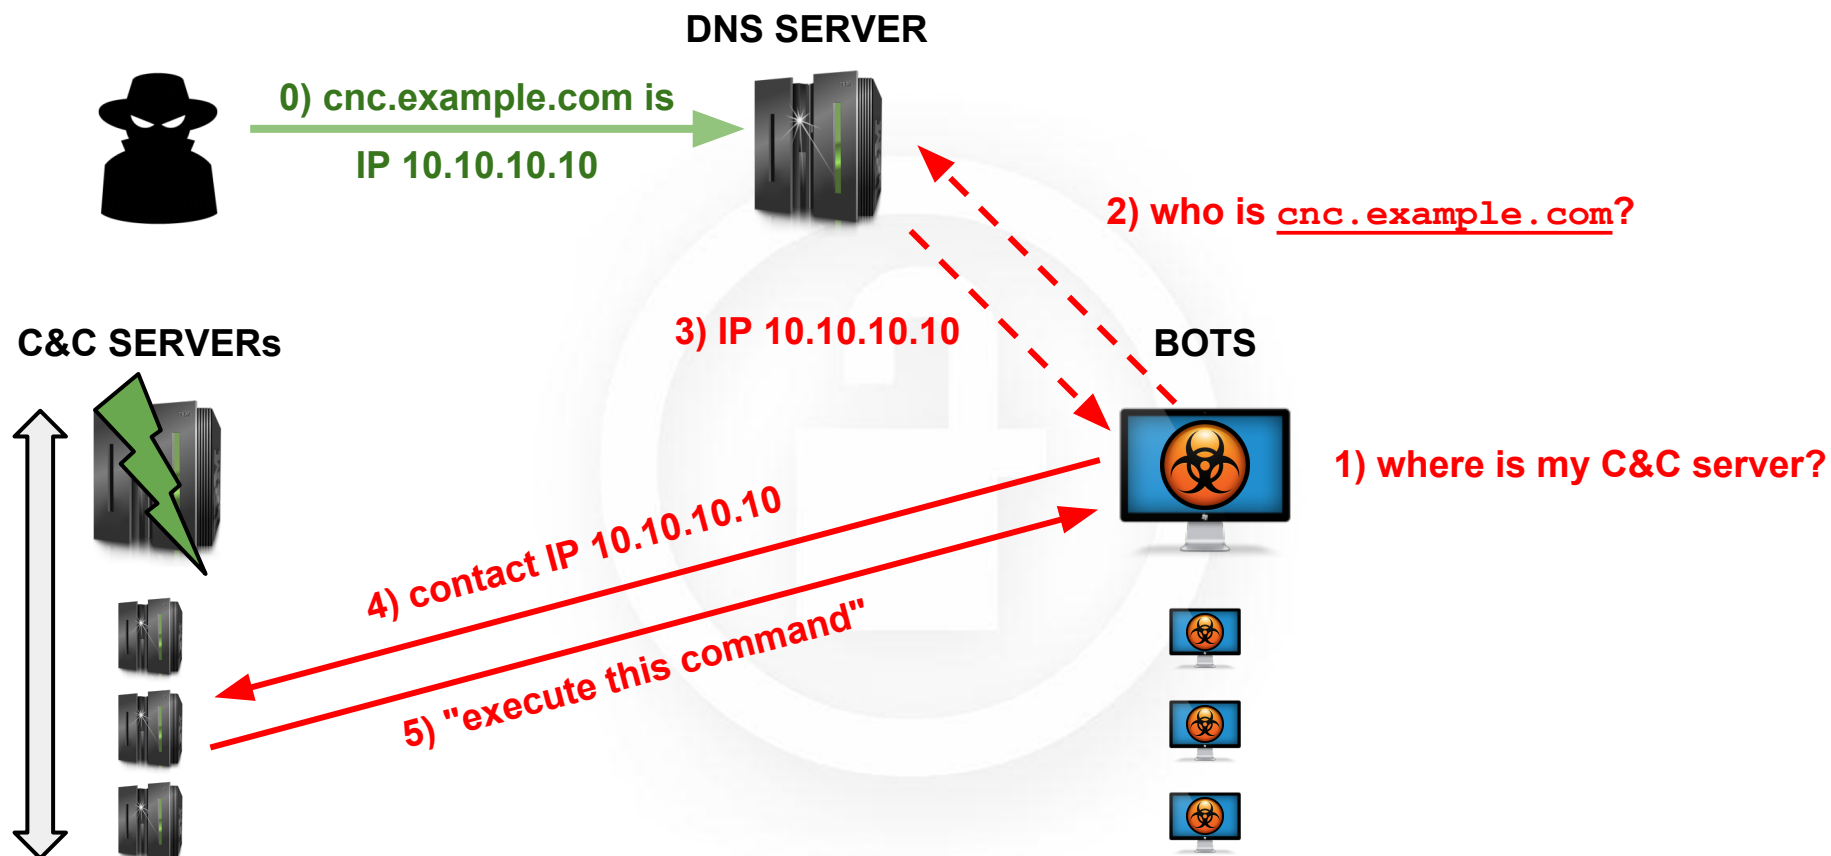 DNS SERVER
0) cnc.example.com is
IP 10.10.10.10
2) who is cnc.example.com?
3) IP 10.10.10.10
C&C SERVERs
BOTS
1) where is my C&C server?
4) contact IP 10.10.10.10
5) "execute this command"